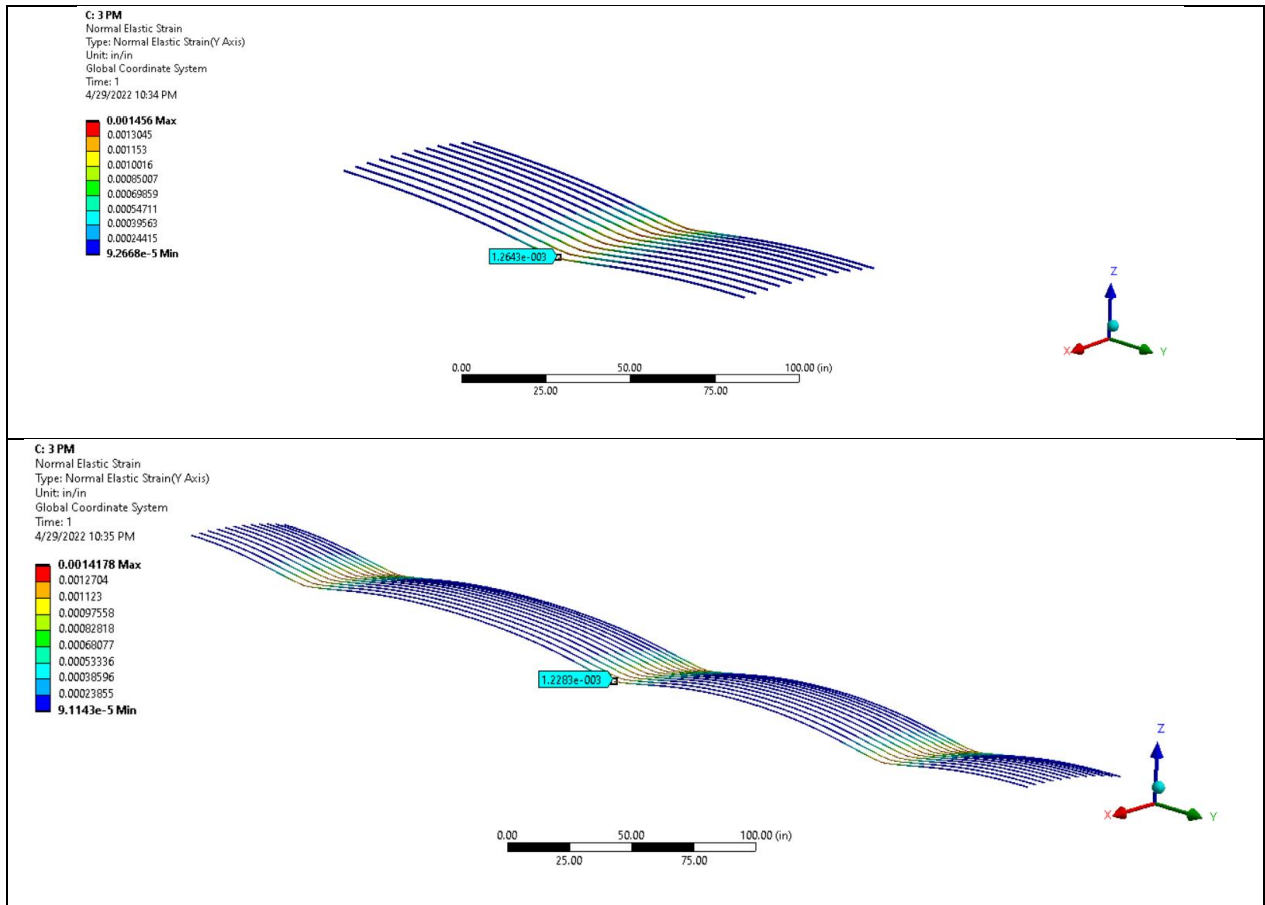 C: 3 PM
Normal Elastic Strain
Type: Normal Elastic Strain(Y Axis)
Unit: in/in
Global Coordinate System
Time: 1
4/29/2022 10:34 PM
0.001456 Max
0.0013045
0.001153
0.0010016
0.00085007
0.00069859
0.00054711
0.00039563
0.00024415
9.2668e-5 Min
1.2643e-003
0.00 50.00 100.00 (in)
25.00 75.00
Z
X Y
C: 3 PM
Normal Elastic Strain
Type: Normal Elastic Strain(Y Axis)
Unit: in/in
Global Coordinate System
Time: 1
4/29/2022 10:35 PM
0.0014178 Max
0.0012704
0.001123
0.00097558
0.00082818
0.00068077
0.00053336
0.00038596
0.00023855
9.1143e-5 Min
1.2283e-003
0.00 50.00 100.00 (in)
25.00 75.00
Z
X Y